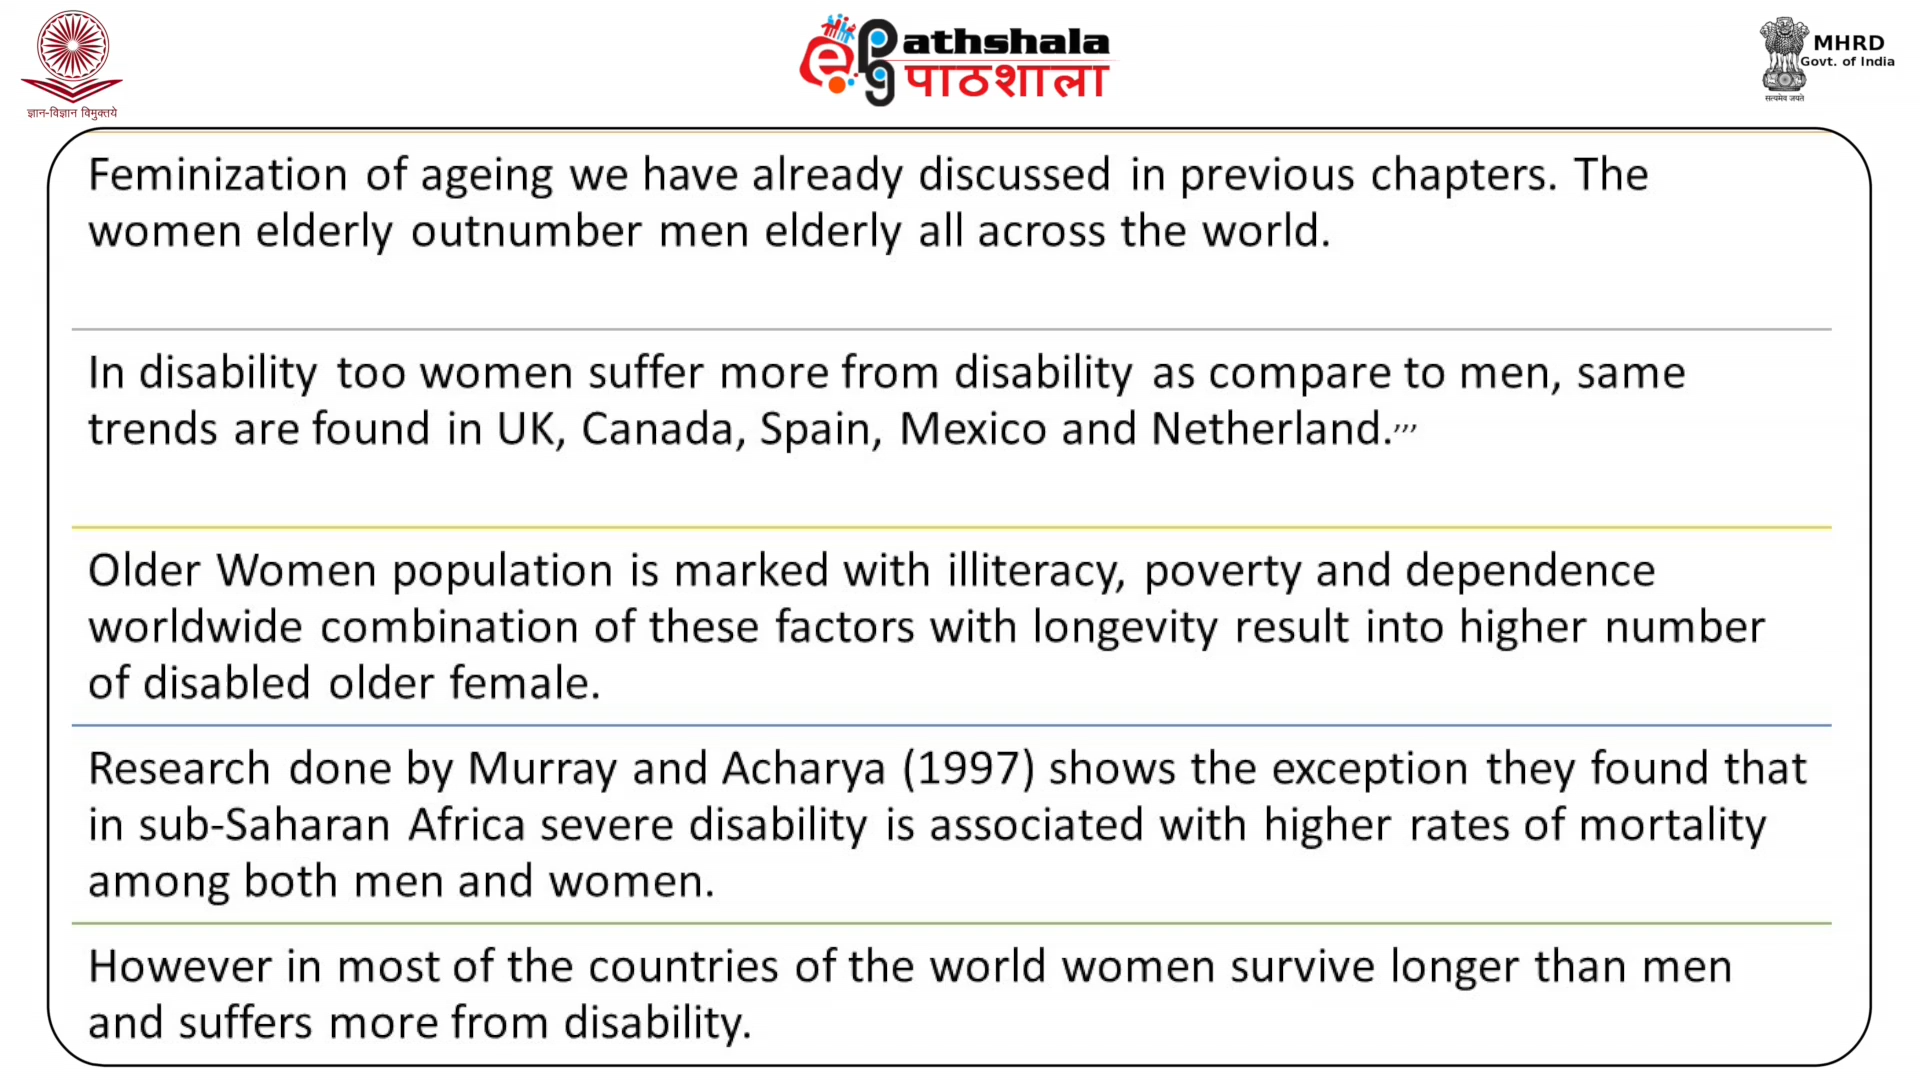 ज्ञान-विज्ञान विमुक्तये
e pg athshala
पाठशाला
MHRD
Govt. of India
सत्यमेव जयते
Feminization of ageing we have already discussed in previous chapters. The
women elderly outnumber men elderly all across the world.
In disability too women suffer more from disability as compare to men, same
trends are found in UK, Canada, Spain, Mexico and Netherland.,,,
Older Women population is marked with illiteracy, poverty and dependence
worldwide combination of these factors with longevity result into higher number
of disabled older female.
Research done by Murray and Acharya (1997) shows the exception they found that
in sub-Saharan Africa severe disability is associated with higher rates of mortality
among both men and women.
However in most of the countries of the world women survive longer than men
and suffers more from disability.